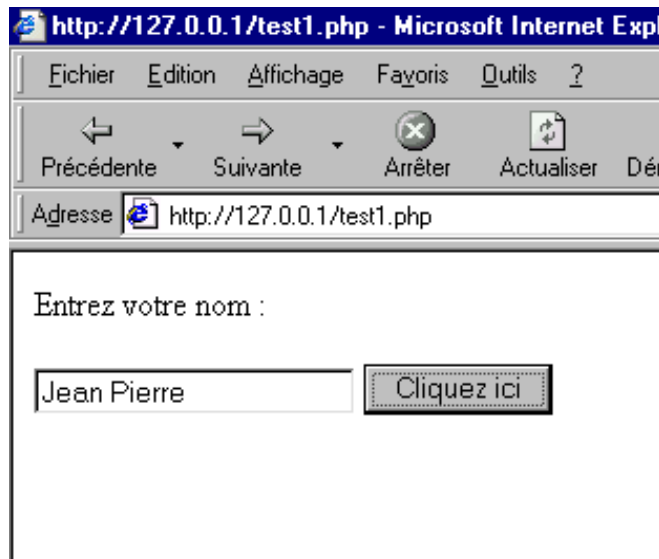 http://127.0.0.1/test1.php - Microsoft Internet Expl
Fichier Edition Affichage Favoris Outils ?
Précédente Suivante Arrêter Actualiser Dér
Adresse http://127.0.0.1/test1.php
Entrez votre nom :
Jean Pierre Cliquez ici